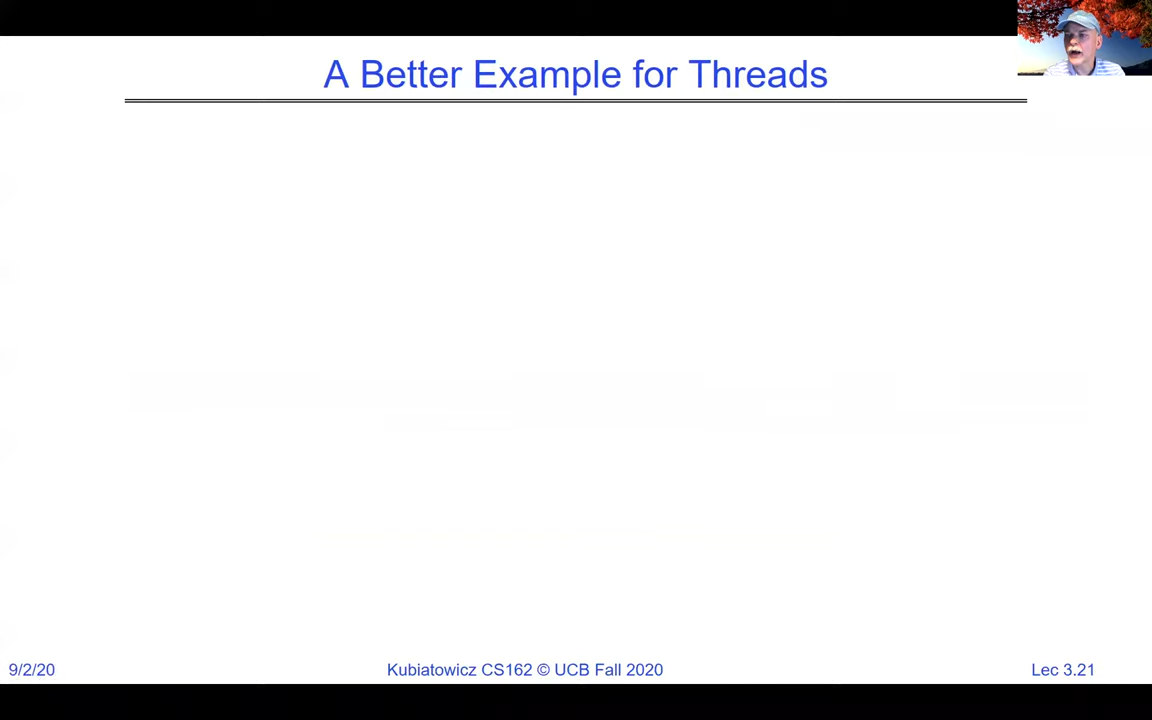 A Better Example for Threads
9/2/20
Kubiatowicz CS162 © UCB Fall 2020
Lec 3.21